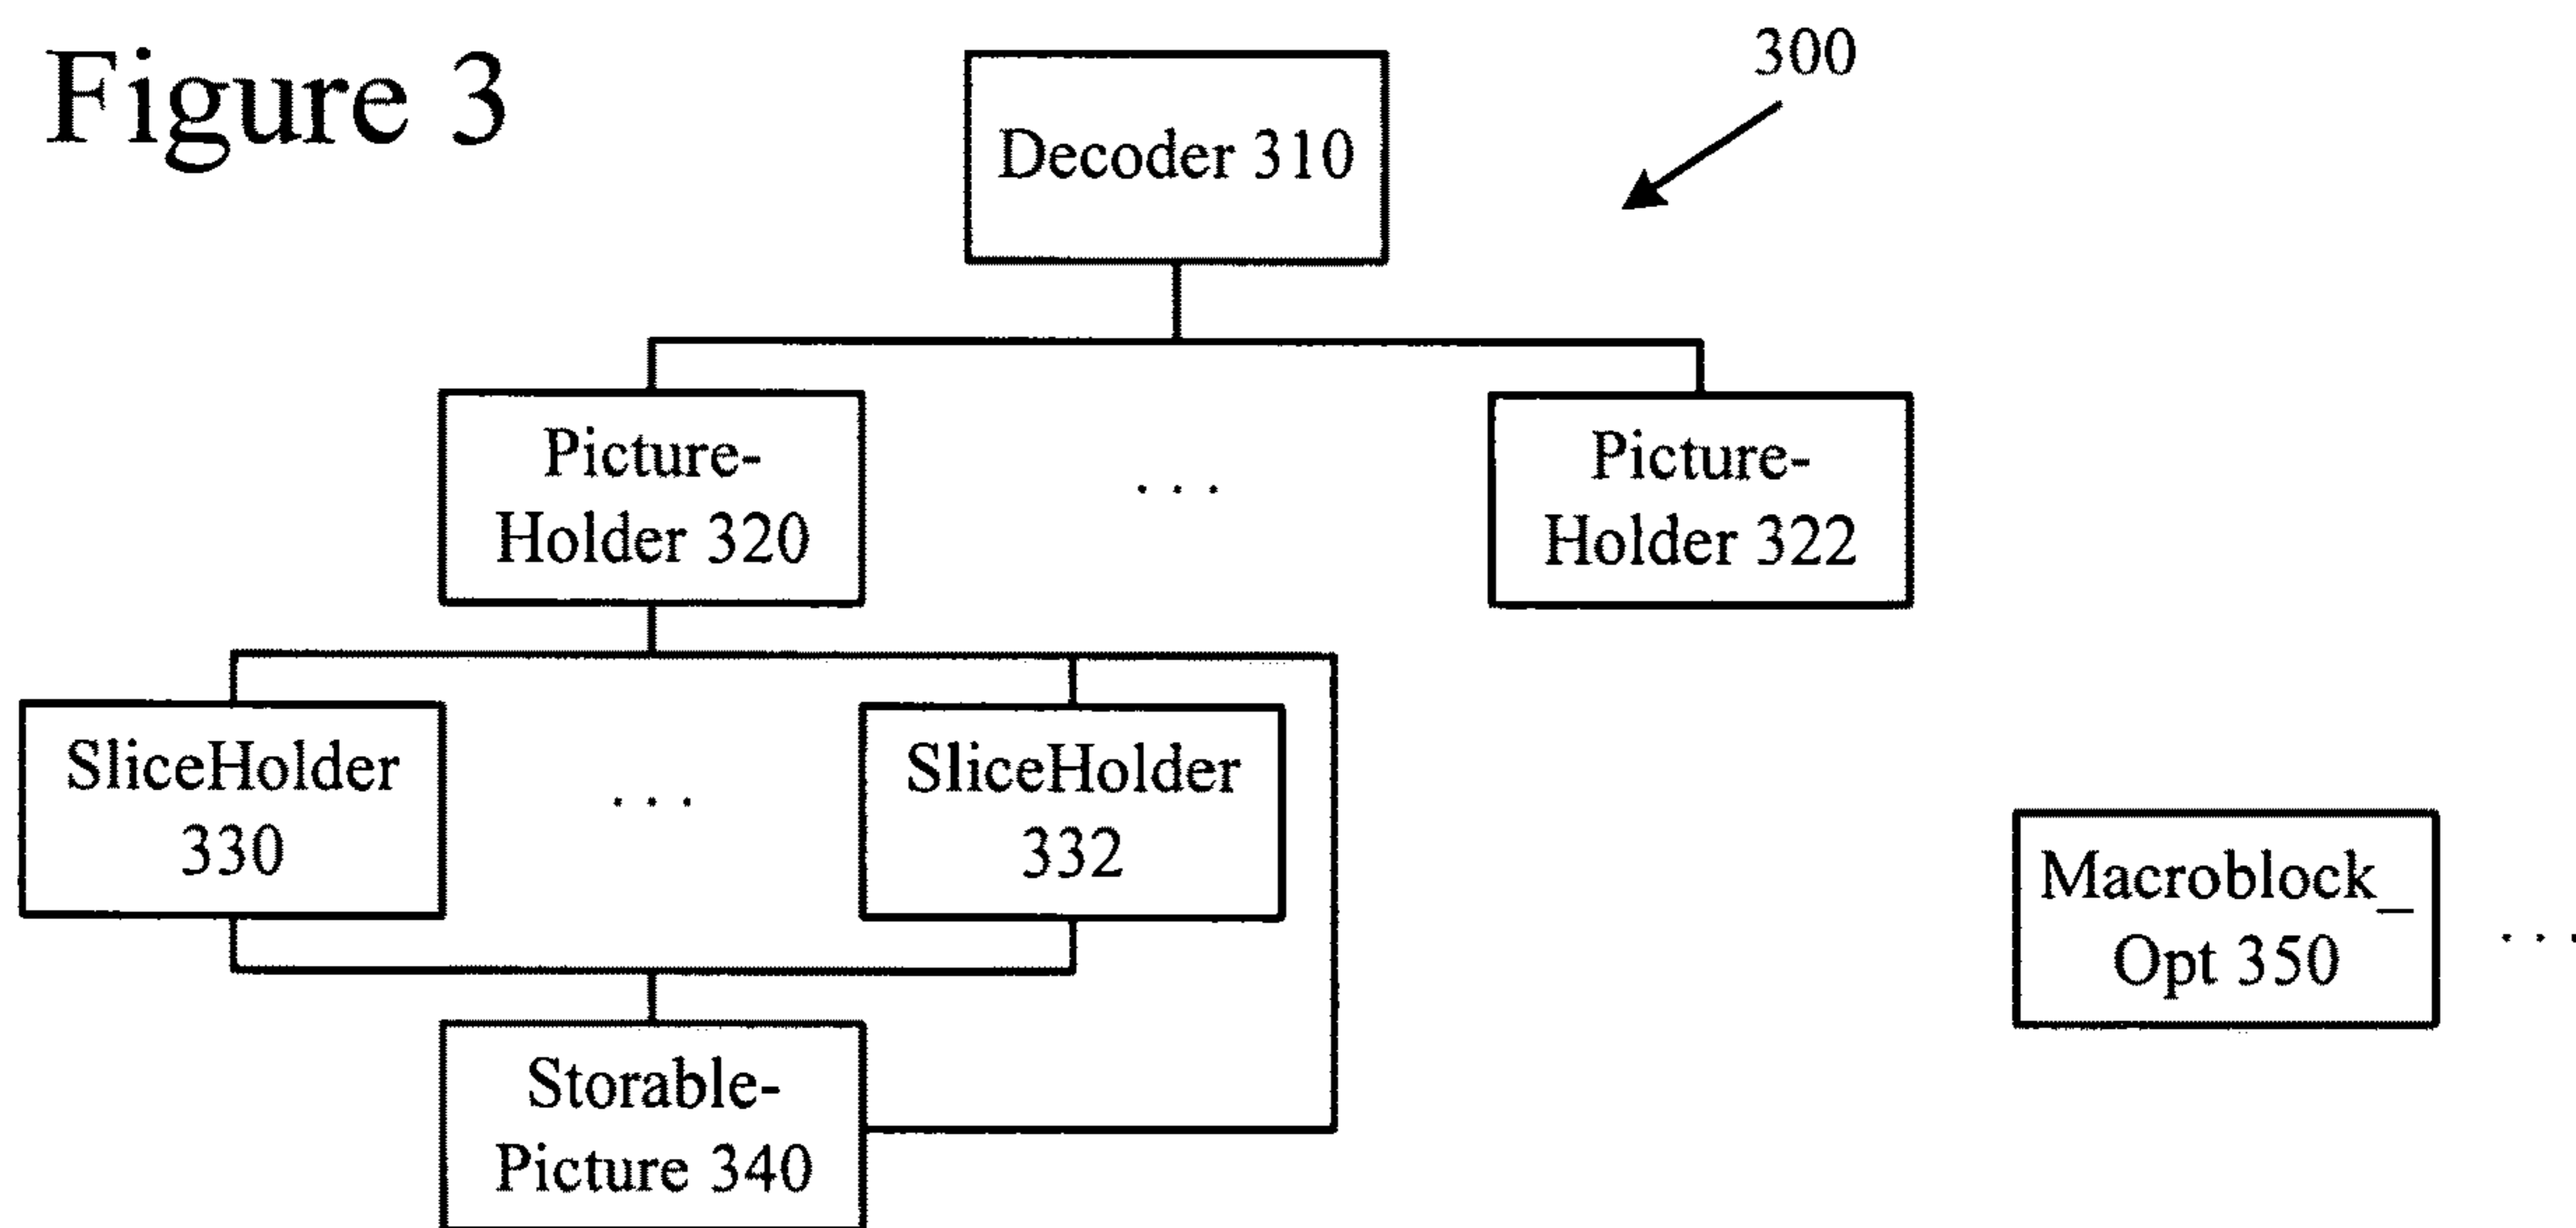 Figure 3
300
Decoder 310
Picture-
Holder 320
. . .
Picture-
Holder 322
SliceHolder
330
. . .
SliceHolder
332
Macroblock_
Opt 350
. . .
Storable-
Picture 340